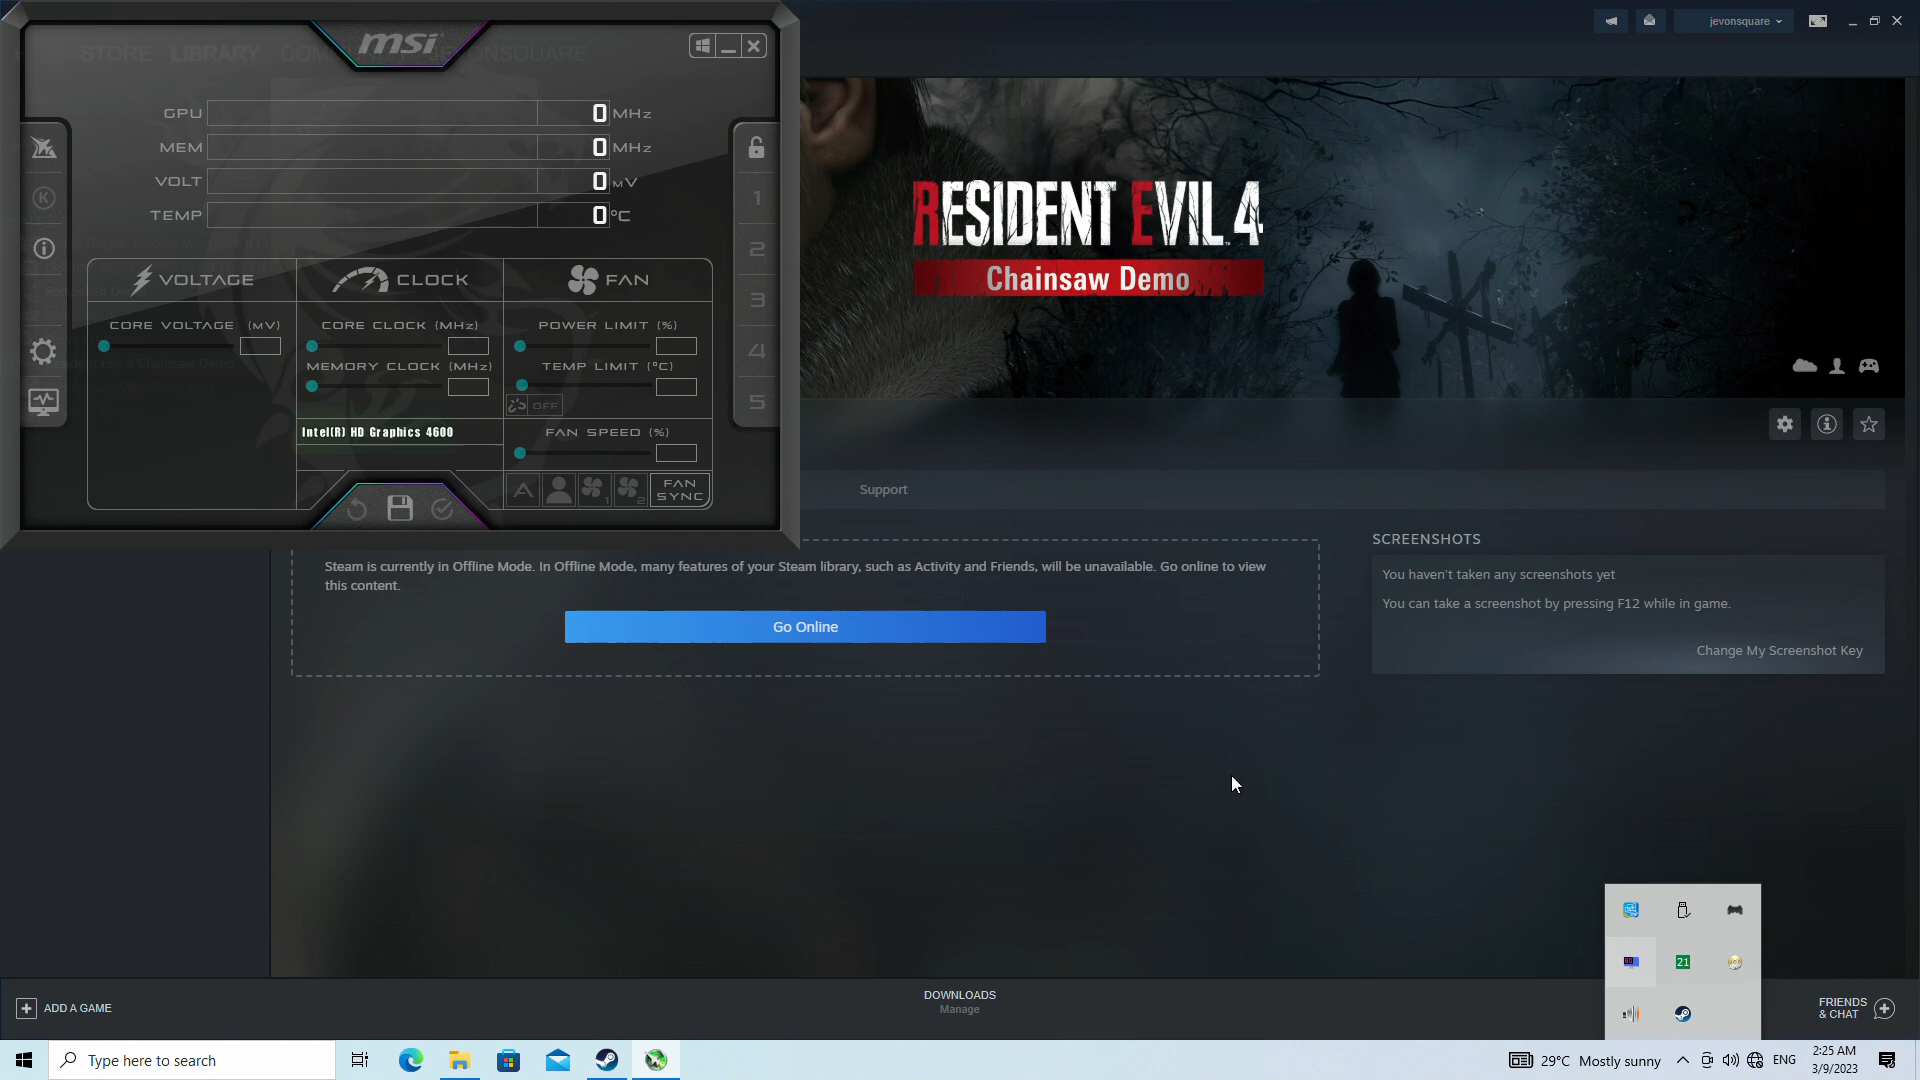 msi
STORE LIBRARY
jevonsquare
GPU 0 MHz
MEM 0 MHz
VOLT 0 mV
TEMP 0 °C
K
1
2
3
4
5
VOLTAGE CLOCK FAN
CORE VOLTAGE (mV) CORE CLOCK (MHz) POWER LIMIT (%)
MEMORY CLOCK (MHz) TEMP LIMIT (°C)
OFF
Intel(R) HD Graphics 4600 FAN SPEED (%)
A 1 2 FAN SYNC
RESIDENT EVIL 4
Chainsaw Demo
Support
Steam is currently in Offline Mode. In Offline Mode, many features of your Steam library, such as Activity and Friends, will be unavailable. Go online to view
this content.
Go Online
SCREENSHOTS
You haven't taken any screenshots yet
You can take a screenshot by pressing F12 while in game.
Change My Screenshot Key
21
ADD A GAME
DOWNLOADS
Manage
FRIENDS
& CHAT
Type here to search
29°C Mostly sunny
ENG
2:25 AM
3/9/2023